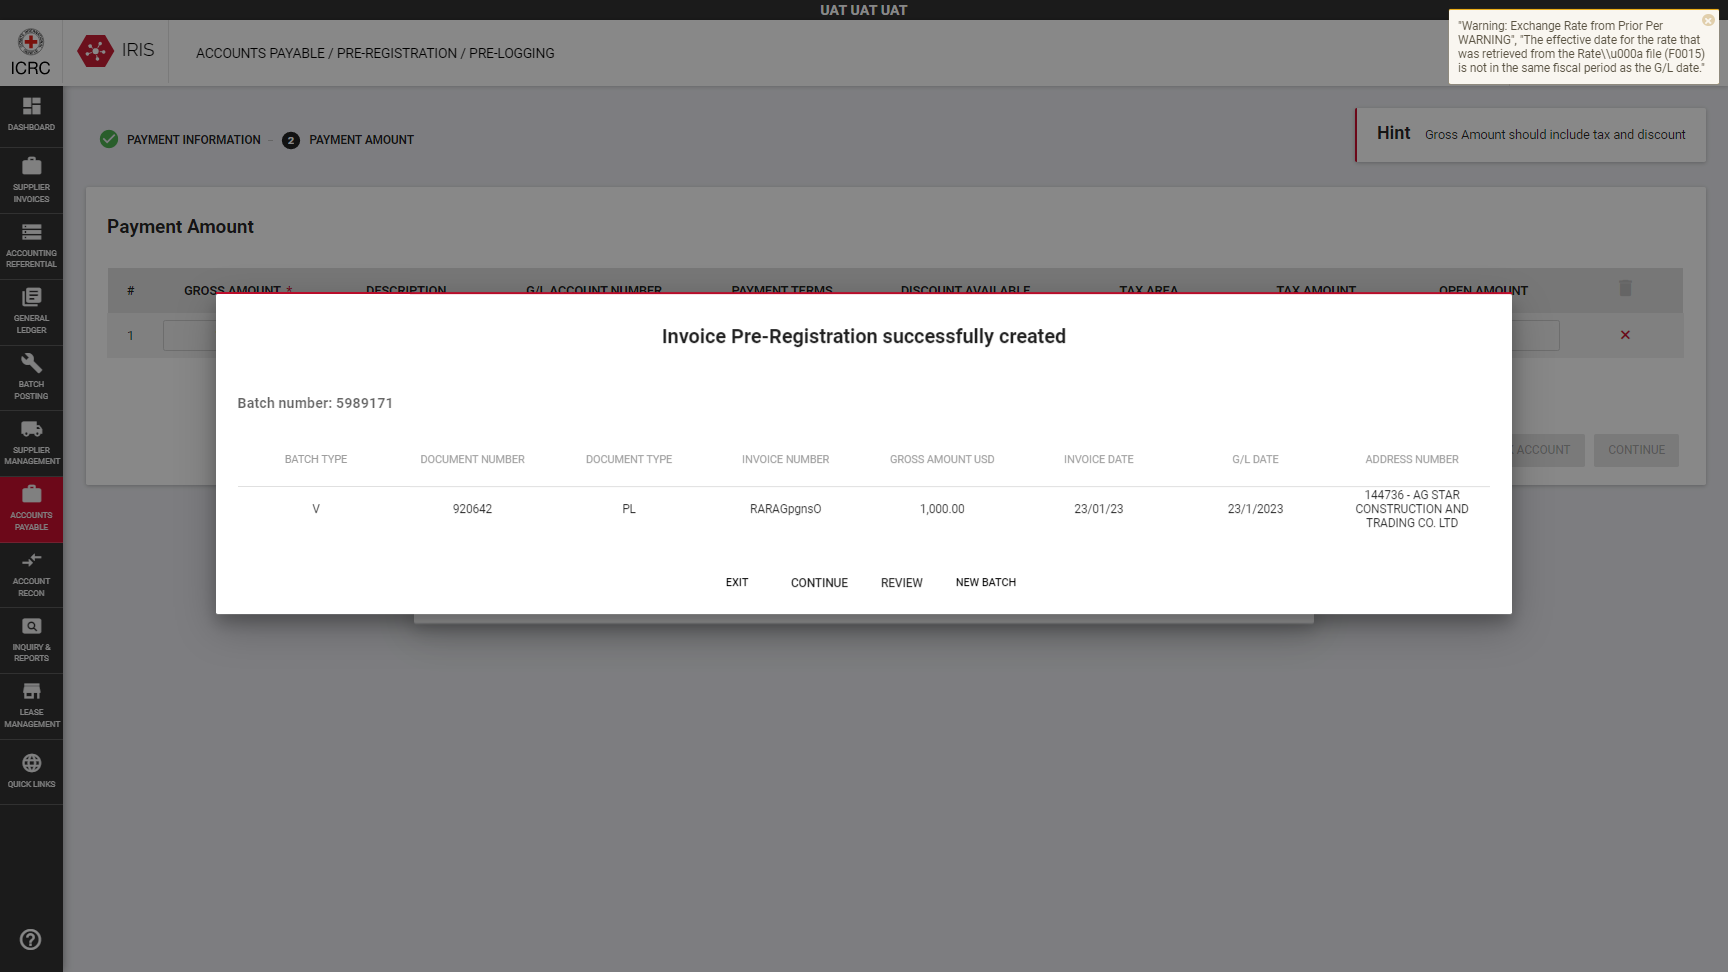 UAT UAT UAT
ICRC
IRIS
ACCOUNTS PAYABLE / PRE-REGISTRATION / PRE-LOGGING
"Warning: Exchange Rate from Prior Per
WARNING", "The effective date for the rate that
was retrieved from the Rate\\u000a file (F0015)
is not in the same fiscal period as the G/L date."
DASHBOARD
SUPPLIER
INVOICES
ACCOUNTING
REFERENTIAL
GENERAL
LEDGER
BATCH
POSTING
SUPPLIER
MANAGEMENT
ACCOUNTS
PAYABLE
ACCOUNT
RECON
INQUIRY &
REPORTS
LEASE
MANAGEMENT
QUICK LINKS
PAYMENT INFORMATION
2 PAYMENT AMOUNT
Hint Gross Amount should include tax and discount
Payment Amount
# GROSS AMOUNT * DESCRIPTION G/L ACCOUNT NUMBER PAYMENT TERMS DISCOUNT AVAILABLE TAX AREA TAX AMOUNT OPEN AMOUNT
1
ACCOUNT CONTINUE
Invoice Pre-Registration successfully created
Batch number: 5989171
BATCH TYPE DOCUMENT NUMBER DOCUMENT TYPE INVOICE NUMBER GROSS AMOUNT USD INVOICE DATE G/L DATE ADDRESS NUMBER
V 920642 PL RARAGpgnsO 1,000.00 23/01/23 23/1/2023 144736 - AG STAR
CONSTRUCTION AND
TRADING CO. LTD
EXIT CONTINUE REVIEW NEW BATCH